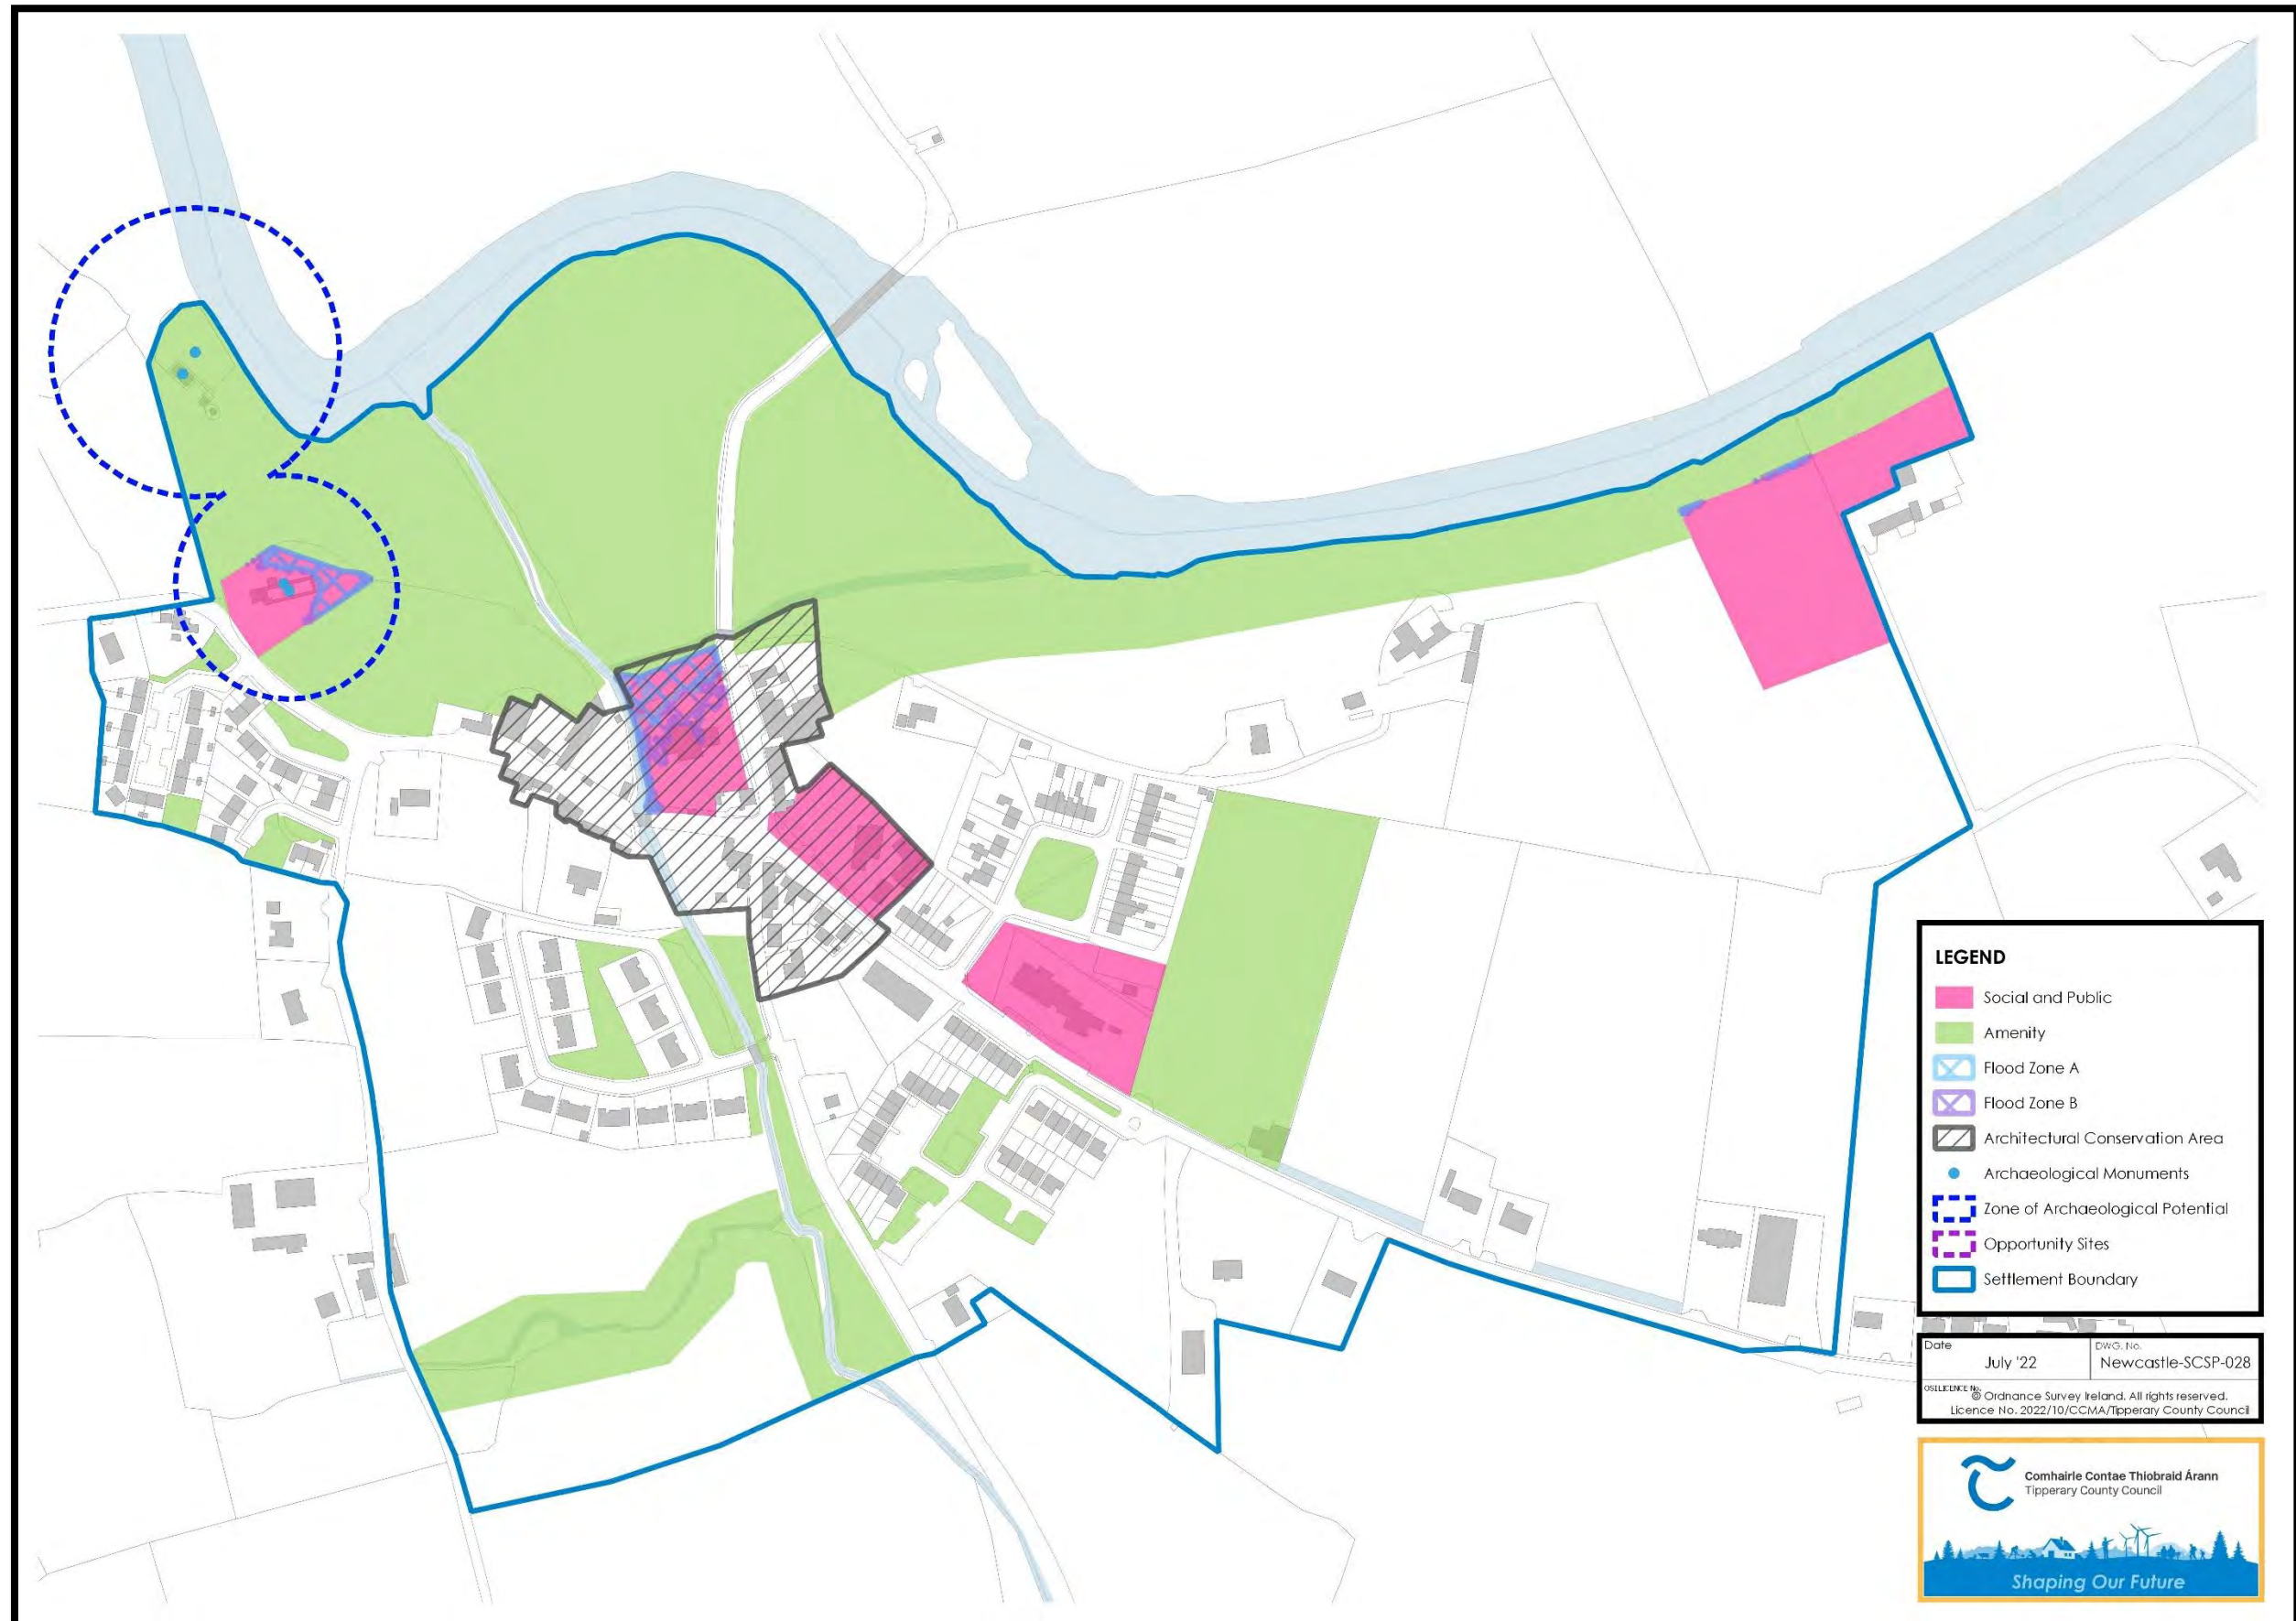 LEGEND
Social and Public
Amenity
Flood Zone A
Flood Zone B
Architectural Conservation Area
Archaeological Monuments
Zone of Archaeological Potential
Opportunity Sites
Settlement Boundary
Date
July '22
DWG. No.
Newcastle-SCSP-028
OSI LICENCE No.
© Ordnance Survey Ireland. All rights reserved.
Licence No. 2022/10/CCMA/Tipperary County Council
Comhairle Contae Thiobraid Árann
Tipperary County Council
Shaping Our Future